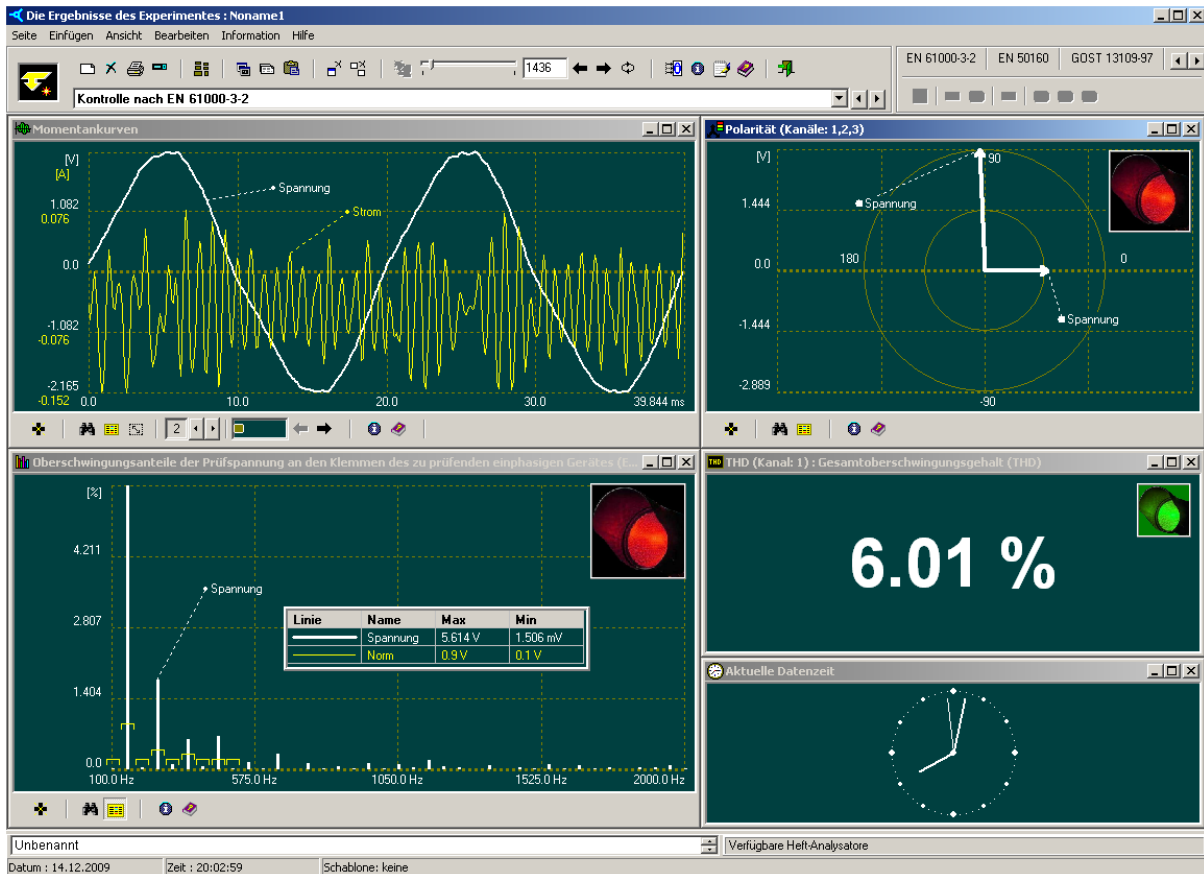 Die Ergebnisse des Experimentes : Noname1
Seite Einfügen Ansicht Bearbeiten Information Hilfe
1436
EN 61000-3-2 EN 50160 GOST 13109-97
Kontrolle nach EN 61000-3-2
Momentankurven
[V]
[A]
1.082
0.076
0.0
-1.082
-0.076
-2.165
-0.152
0.0 10.0 20.0 30.0 39.844 ms
Spannung
Strom
2
Polarität (Kanäle: 1,2,3)
[V]
90
1.444
Spannung
0.0
180
0
Spannung
-1.444
-2.889
-90
Oberschwingungsanteile der Prüfspannung an den Klemmen des zu prüfenden einphasigen Gerätes (E...
[%]
4.211
Spannung
2.807
1.404
0.0
100.0 Hz 575.0 Hz 1050.0 Hz 1525.0 Hz 2000.0 Hz
Linie Name Max Min
Spannung 5.614 V 1.506 mV
Norm 0.9 V 0.1 V
THD THD (Kanal: 1) : Gesamtoberschwingungsgehalt (THD)
6.01 %
Aktuelle Datenzeit
Unbenannt
Verfügbare Heft-Analysatore
Datum : 14.12.2009 Zeit : 20:02:59 Schablone: keine